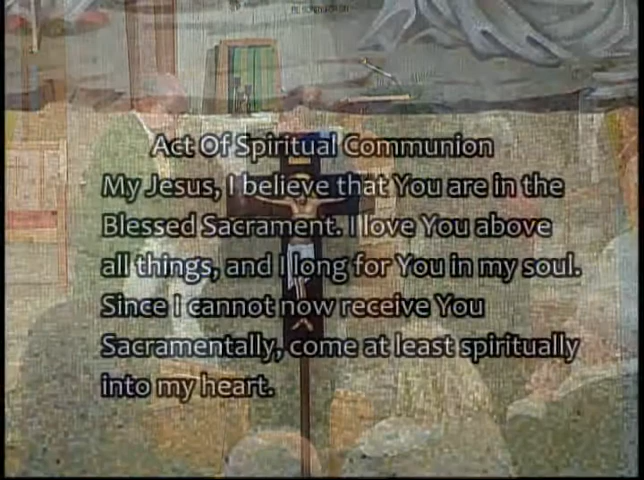 Act Of Spiritual Communion
My Jesus, I believe that You are in the
Blessed Sacrament. I love You above
all things, and I long for You in my soul.
Since I cannot now receive You
Sacramentally, come at least spiritually
into my heart.